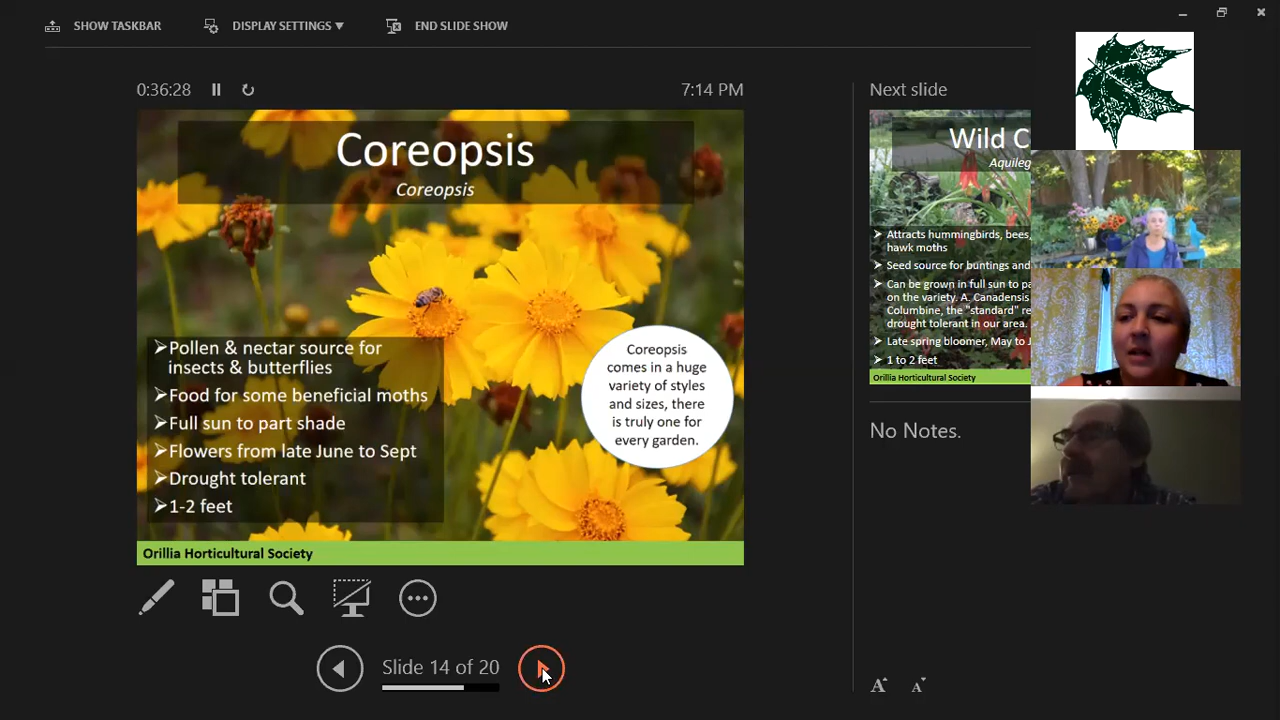 SHOW TASKBAR
DISPLAY SETTINGS ▼
END SLIDE SHOW
0:36:28
7:14 PM
Coreopsis
Coreopsis
➢Pollen & nectar source for
insects & butterflies
➢Food for some beneficial moths
➢Full sun to part shade
➢Flowers from late June to Sept
➢Drought tolerant
➢1-2 feet
Coreopsis
comes in a huge
variety of styles
and sizes, there
is truly one for
every garden.
Orillia Horticultural Society
Slide 14 of 20
Next slide
Wild C
Aquileg
➢ Attracts hummingbirds, bees,
hawk moths
➢ Seed source for buntings and
➢ Can be grown in full sun to pa
on the variety. A. Canadensis
Columbine, the "standard" re
drought tolerant in our area.
➢ Late spring bloomer, May to J
➢ 1 to 2 feet
Orillia Horticultural Society
No Notes.
A A